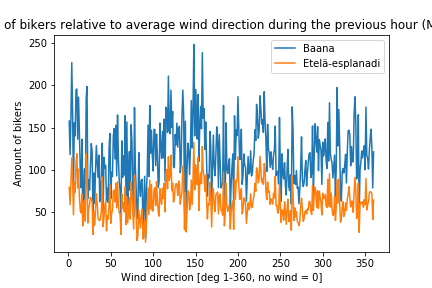 of bikers relative to average wind direction during the previous hour (M
Baana
Etelä-esplanadi
Amount of bikers
250
200
150
100
50
0 50 100 150 200 250 300 350
Wind direction [deg 1-360, no wind = 0]